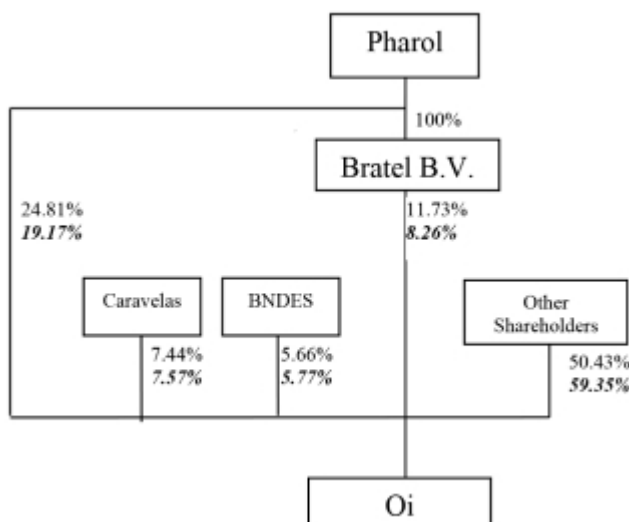 Pharol
100%
Bratel B.V.
24.81%
19.17%
11.73%
8.26%
Caravelas
BNDES
Other
Shareholders
7.44%
7.57%
5.66%
5.77%
50.43%
59.35%
Oi